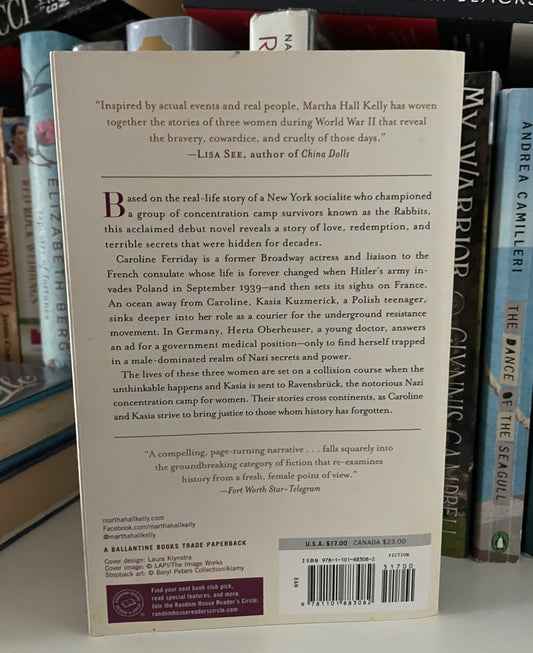 “Inspired by actual events and real people, Martha Hall Kelly has woven
together the stories of three women during World War II that reveal
the bravery, cowardice, and cruelty of those days.”
—LISA SEE, author of China Dolls
Based on the real-life story of a New York socialite who championed
a group of concentration camp survivors known as the Rabbits,
this acclaimed debut novel reveals a story of love, redemption, and
terrible secrets that were hidden for decades.
Caroline Ferriday is a former Broadway actress and liaison to the
French consulate whose life is forever changed when Hitler’s army in-
vades Poland in September 1939—and then sets its sights on France.
An ocean away from Caroline, Kasia Kuzmerick, a Polish teenager,
sinks deeper into her role as a courier for the underground resistance
movement. In Germany, Herta Oberheuser, a young doctor, answers
an ad for a government medical position—only to find herself trapped
in a male-dominated realm of Nazi secrets and power.
The lives of these three women are set on a collision course when the
unthinkable happens and Kasia is sent to Ravensbrück, the notorious Nazi
concentration camp for women. Their stories cross continents, as Caroline
and Kasia strive to bring justice to those whom history has forgotten.
“A compelling, page-turning narrative . . . falls squarely into
the groundbreaking category of fiction that re-examines
history from a fresh, female point of view.”
—Fort Worth Star-Telegram
marthahallkelly.com
Facebook.com/marthahallkelly
@marthahallkelly
A BALLANTINE BOOKS TRADE PAPERBACK
Cover design: Laura Klynstra
Cover image: © LAPI/The Image Works
Stepback art: © Beryl Peters Collection/Alamy
Find your next book club pick,
read special features, and more.
Join the Random House Reader’s Circle.
randomhousereaderscircle.com
U.S.A. $17.00 CANADA $23.00
ISBN 978-1-101-88308-2 FICTION
51700
EAN
9 781101 883082
ELIZABETH BERG
MY WARRIOR
GLYNNIS CAMPBELL
ANDREA CAMILLERI
THE DANCE OF THE SEAGULL